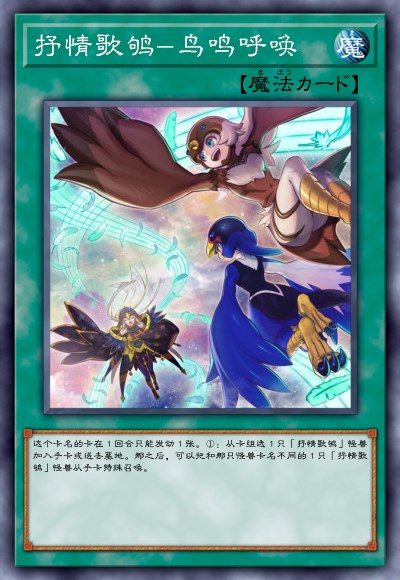 抒情歌鸲-鸟鸣呼唤
魔
【魔法カード】
ま ほう
这个卡名的卡在1回合只能发动1张。①：从卡组选1只「抒情歌鸲」怪兽
加入手卡或送去墓地。那之后，可以把和那只怪兽卡名不同的1只「抒情歌
鸲」怪兽从手卡特殊召唤。